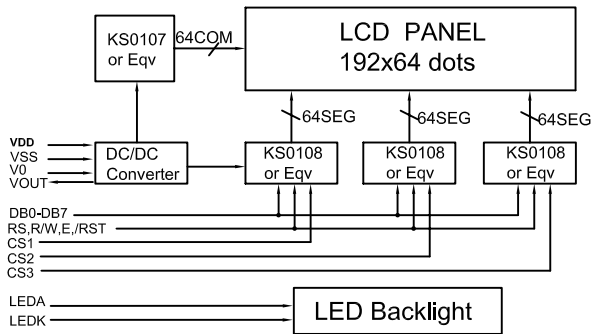 KS0107
or Eqv
64COM
LCD PANEL
192x64 dots
64SEG
64SEG
64SEG
VDD
VSS
V0
VOUT
DC/DC
Converter
KS0108
or Eqv
KS0108
or Eqv
KS0108
or Eqv
DB0-DB7
RS,R/W,E,/RST
CS1
CS2
CS3
LEDA
LEDK
LED Backlight